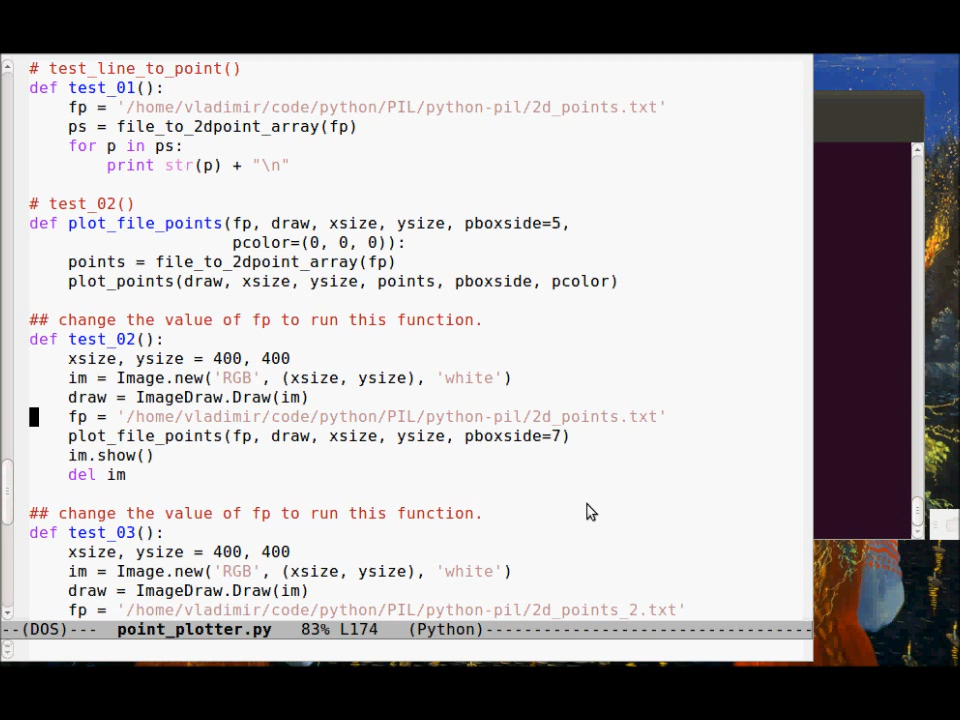 # test_line_to_point()
def test_01():
    fp = '/home/vladimir/code/python/PIL/python-pil/2d_points.txt'
    ps = file_to_2dpoint_array(fp)
    for p in ps:
        print str(p) + "\n"

# test_02()
def plot_file_points(fp, draw, xsize, ysize, pboxside=5,
                     pcolor=(0, 0, 0)):
    points = file_to_2dpoint_array(fp)
    plot_points(draw, xsize, ysize, points, pboxside, pcolor)

## change the value of fp to run this function.
def test_02():
    xsize, ysize = 400, 400
    im = Image.new('RGB', (xsize, ysize), 'white')
    draw = ImageDraw.Draw(im)
    fp = '/home/vladimir/code/python/PIL/python-pil/2d_points.txt'
    plot_file_points(fp, draw, xsize, ysize, pboxside=7)
    im.show()
    del im

## change the value of fp to run this function.
def test_03():
    xsize, ysize = 400, 400
    im = Image.new('RGB', (xsize, ysize), 'white')
    draw = ImageDraw.Draw(im)
    fp = '/home/vladimir/code/python/PIL/python-pil/2d_points_2.txt'
--(DOS)---  point_plotter.py   83% L174   (Python)----------------------------------